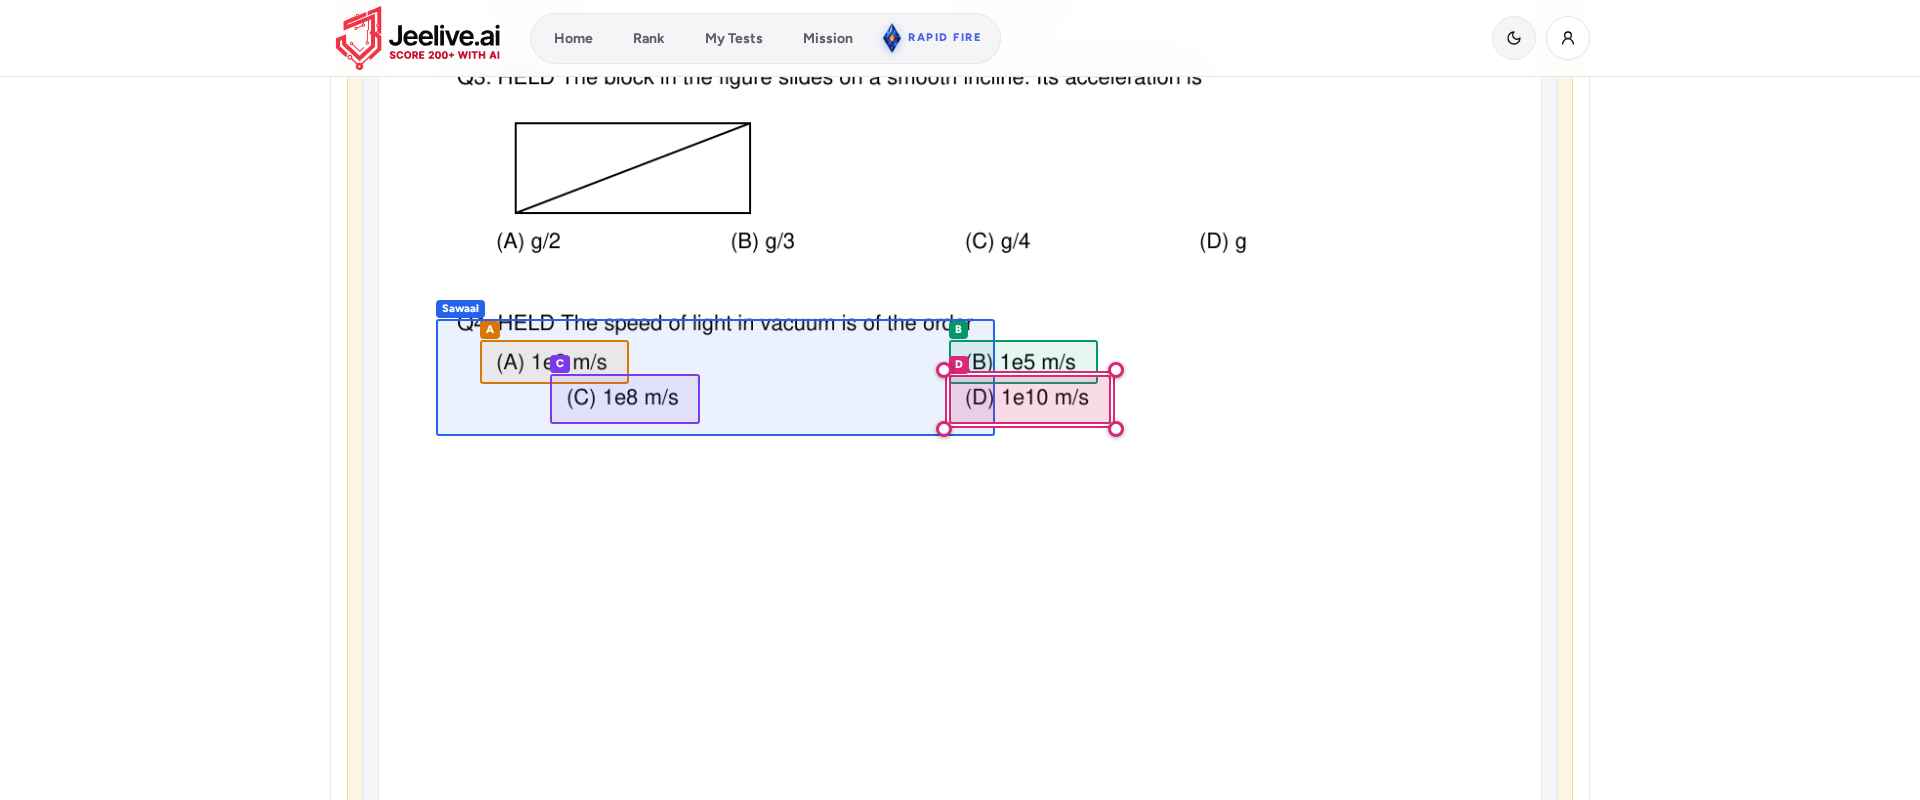 Jeelive.ai
SCORE 200+ WITH AI
Home Rank My Tests Mission RAPID FIRE
Q3. HELD The block in the figure slides on a smooth incline. Its acceleration is
(A) g/2 (B) g/3 (C) g/4 (D) g
Sawaal
Q4. HELD The speed of light in vacuum is of the order
A B
(A) m/s (B) 1e5 m/s
C D
(C) 1e8 m/s (D) 1e10 m/s